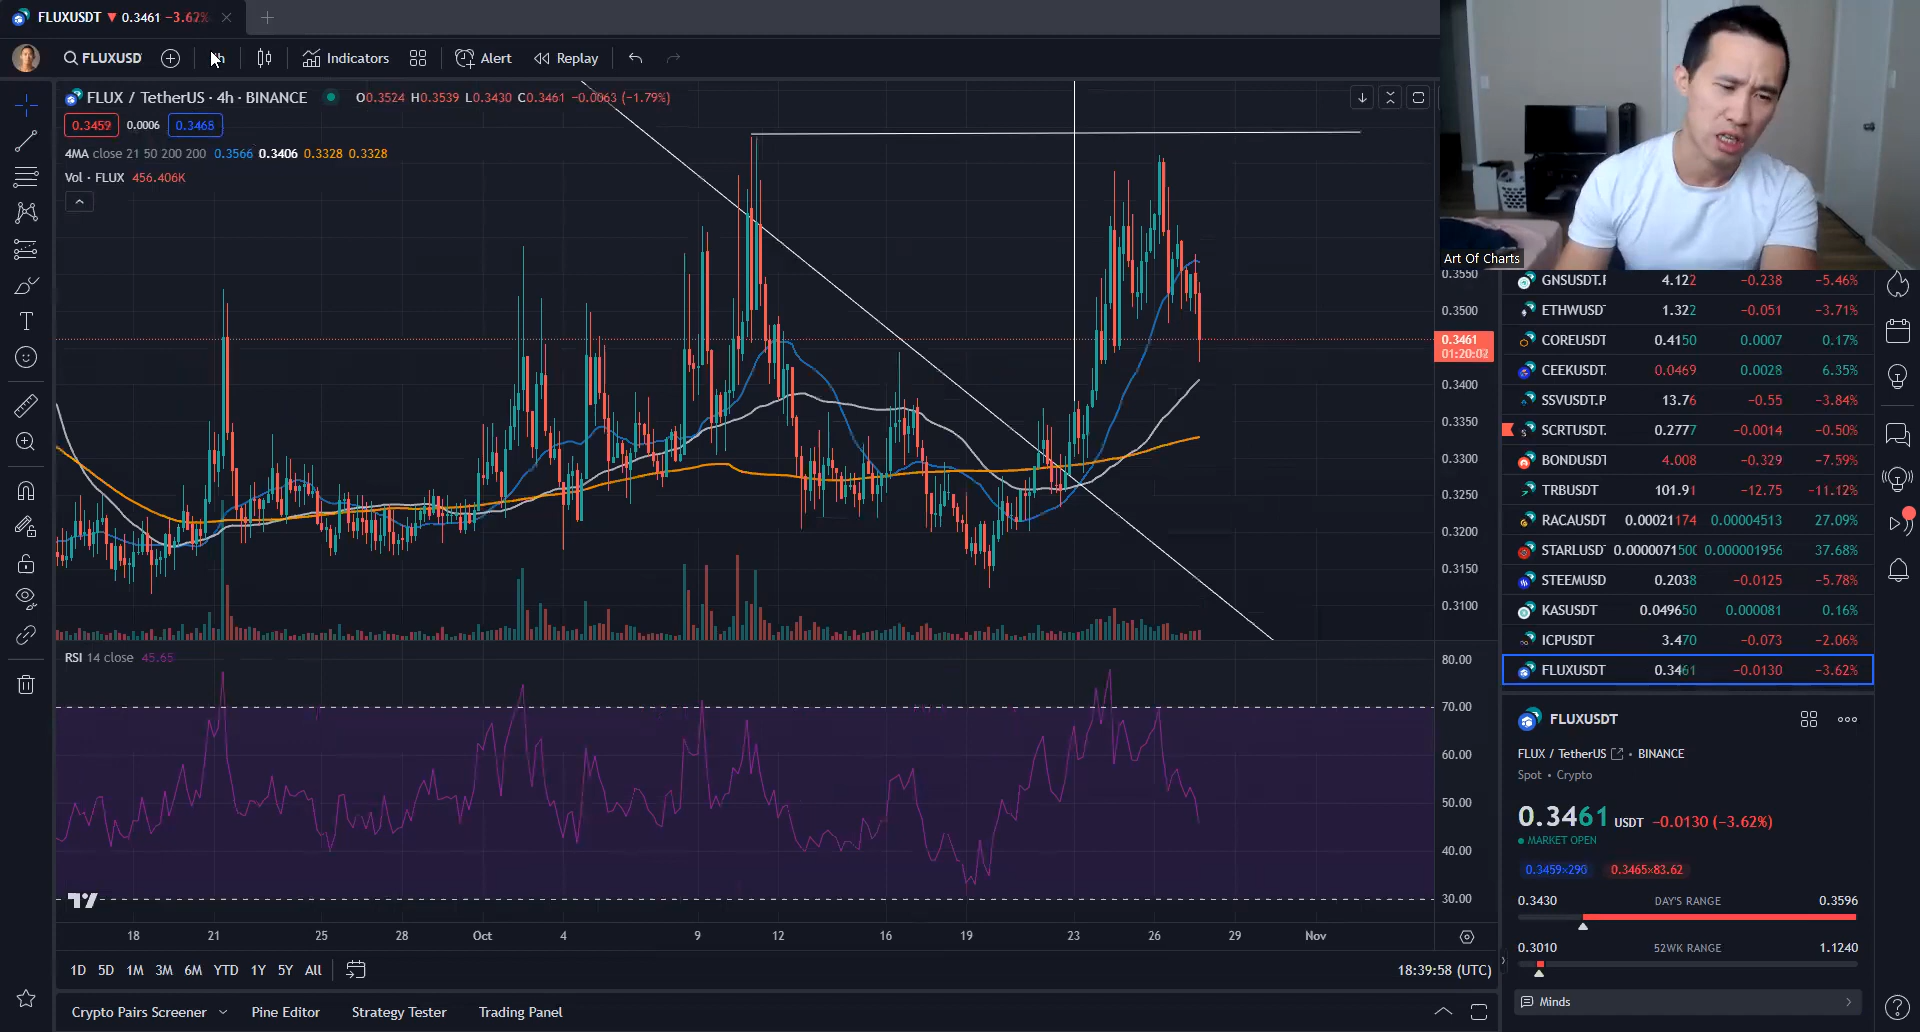 FLUXUSDT ▼ 0.3461 −3.62%
FLUXUSD
Indicators
Alert
Replay
FLUX / TetherUS · 4h · BINANCE
O0.3524 H0.3539 L0.3430 C0.3461 −0.0063 (−1.79%)
0.3459 0.0006 0.3465
4MA close 21 50 200 200 0.3566 0.3406 0.3328 0.3328
Vol · FLUX 456.406K
Art Of Charts
0.3550
0.3500
0.3461
01:20:02
0.3400
0.3350
0.3300
0.3250
0.3200
0.3150
0.3100
RSI 14 close 45.65
80.00
70.00
60.00
50.00
40.00
30.00
18 21 25 28 Oct 4 9 12 16 19 23 26 29 Nov
1D 5D 1M 3M 6M YTD 1Y 5Y All
18:39:58 (UTC)
Crypto Pairs Screener
Pine Editor
Strategy Tester
Trading Panel
GNSUSDT.F 4.122 −0.238 −5.46%
ETHWUSDT 1.322 −0.051 −3.71%
COREUSDT 0.4150 0.0007 0.17%
CEEKUSDT. 0.0469 0.0028 6.35%
SSVUSDT.P 13.76 −0.55 −3.84%
SCRTUSDT. 0.2777 −0.0014 −0.50%
BONDUSDT 4.008 −0.329 −7.59%
TRBUSDT 101.91 −12.75 −11.12%
RACAUSDT 0.00021174 0.00004513 27.09%
STARLUSD 0.000007150 0.000001956 37.68%
STEEMUSD 0.2038 −0.0125 −5.78%
KASUSDT 0.049650 0.000081 0.16%
ICPUSDT 3.470 −0.073 −2.06%
FLUXUSDT 0.3461 −0.0130 −3.62%
FLUXUSDT
FLUX / TetherUS • BINANCE
Spot • Crypto
0.3461 USDT −0.0130 (−3.62%)
MARKET OPEN
0.3459×290 0.3465×83.62
0.3430 DAY'S RANGE 0.3596
0.3010 52WK RANGE 1.1240
Minds